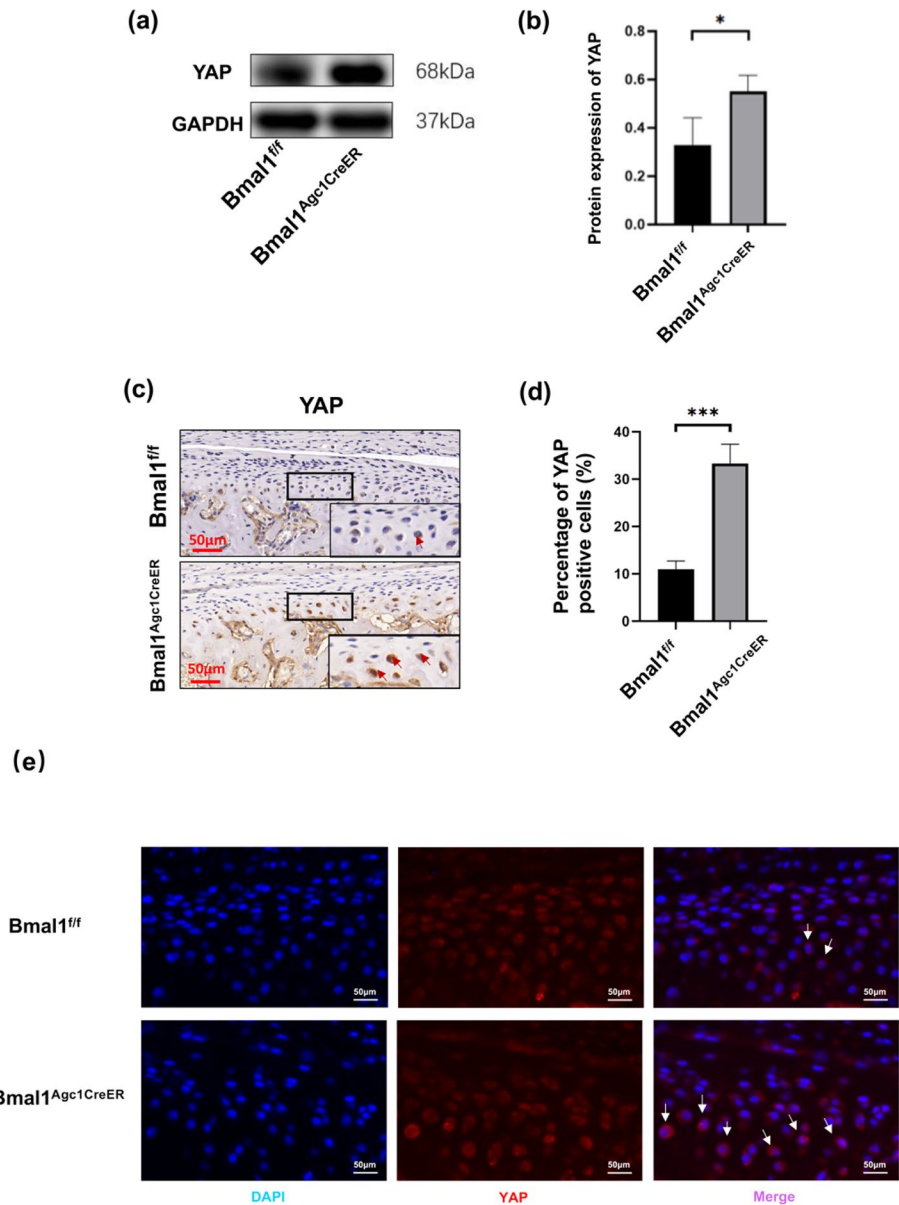 (a)
YAP
68kDa
GAPDH
37kDa
Bmal1f/f
Bmal1Agc1CreER
(b)
*
Protein expression of YAP
0.8
0.6
0.4
0.2
0.0
Bmal1f/f
Bmal1Agc1CreER
(c)
YAP
Bmal1f/f
50μm
Bmal1Agc1CreER
50μm
(d)
***
Percentage of YAP
positive cells (%)
40
30
20
10
0
Bmal1f/f
Bmal1Agc1CreER
(e)
Bmal1f/f
50μm
50μm
50μm
Bmal1Agc1CreER
50μm
50μm
50μm
DAPI
YAP
Merge